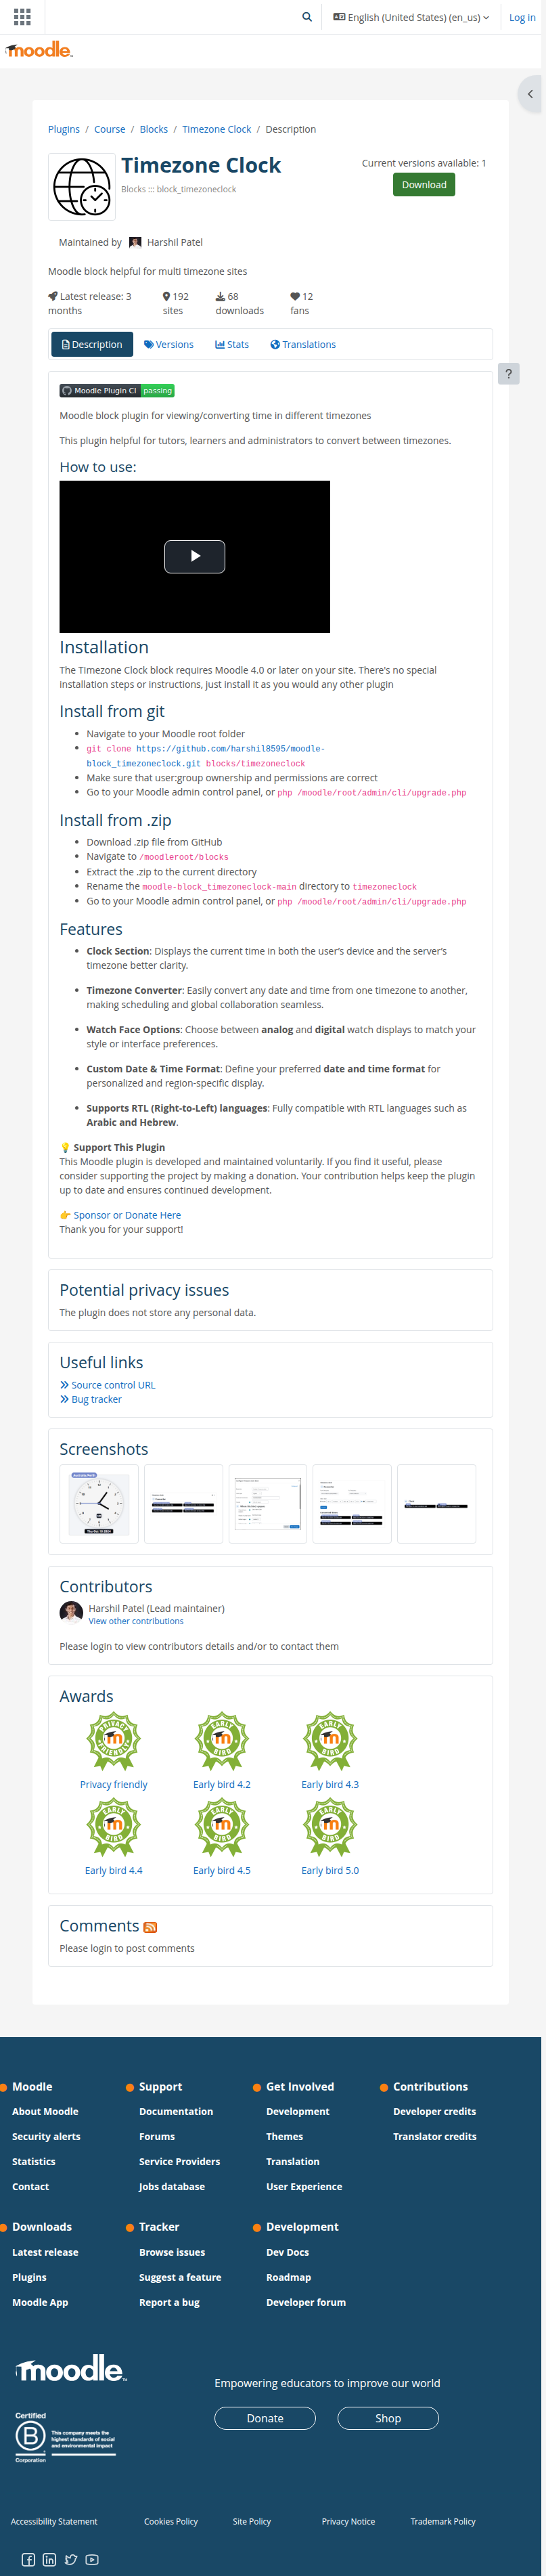 English (United States) (en_us)
Log in
moodle
Plugins / Course / Blocks / Timezone Clock / Description
Timezone Clock
Blocks ::: block_timezoneclock
Current versions available: 1
Download
Maintained by Harshil Patel
Moodle block helpful for multi timezone sites
Latest release: 3
months
192
sites
68
downloads
12
fans
Description Versions Stats Translations
?
Moodle Plugin CI passing
Moodle block plugin for viewing/converting time in different timezones
This plugin helpful for tutors, learners and administrators to convert between timezones.
How to use:
Installation
The TImezone Clock block requires Moodle 4.0 or later on your site. There's no special
installation steps or instructions, just install it as you would any other plugin
Install from git
Navigate to your Moodle root folder
git clone https://github.com/harshil8595/moodle-
block_timezoneclock.git blocks/timezoneclock
Make sure that user:group ownership and permissions are correct
Go to your Moodle admin control panel, or php /moodle/root/admin/cli/upgrade.php
Install from .zip
Download .zip file from GitHub
Navigate to /moodleroot/blocks
Extract the .zip to the current directory
Rename the moodle-block_timezoneclock-main directory to timezoneclock
Go to your Moodle admin control panel, or php /moodle/root/admin/cli/upgrade.php
Features
Clock Section: Displays the current time in both the user's device and the server's
timezone better clarity.
Timezone Converter: Easily convert any date and time from one timezone to another,
making scheduling and global collaboration seamless.
Watch Face Options: Choose between analog and digital watch displays to match your
style or interface preferences.
Custom Date & Time Format: Define your preferred date and time format for
personalized and region-specific display.
Supports RTL (Right-to-Left) languages: Fully compatible with RTL languages such as
Arabic and Hebrew.
💡 Support This Plugin
This Moodle plugin is developed and maintained voluntarily. If you find it useful, please
consider supporting the project by making a donation. Your contribution helps keep the plugin
up to date and ensures continued development.
👉 Sponsor or Donate Here
Thank you for your support!
Potential privacy issues
The plugin does not store any personal data.
Useful links
Source control URL
Bug tracker
Screenshots
Contributors
Harshil Patel (Lead maintainer)
View other contributions
Please login to view contributors details and/or to contact them
Awards
PRIVACY FRIENDLY
EARLY BIRD
EARLY BIRD
Privacy friendly Early bird 4.2 Early bird 4.3
EARLY BIRD
EARLY BIRD
EARLY BIRD
Early bird 4.4 Early bird 4.5 Early bird 5.0
Comments
Please login to post comments
Moodle
About Moodle
Security alerts
Statistics
Contact
Support
Documentation
Forums
Service Providers
Jobs database
Get Involved
Development
Themes
Translation
User Experience
Contributions
Developer credits
Translator credits
Downloads
Latest release
Plugins
Moodle App
Tracker
Browse issues
Suggest a feature
Report a bug
Development
Dev Docs
Roadmap
Developer forum
moodle
Empowering educators to improve our world
Donate Shop
Certified
B
Corporation
This company meets the
highest standards of social
and environmental impact
Accessibility Statement Cookies Policy Site Policy Privacy Notice Trademark Policy